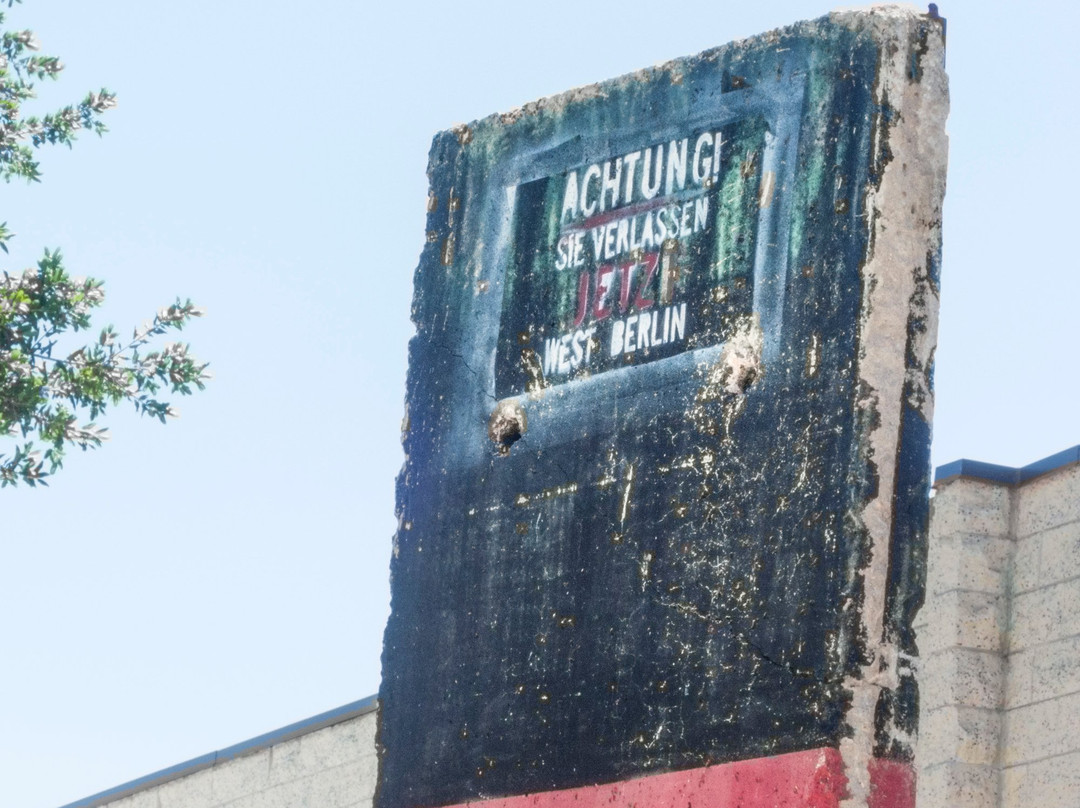 ACHTUNG!
SIE VERLASSEN
JETZT
WEST BERLIN